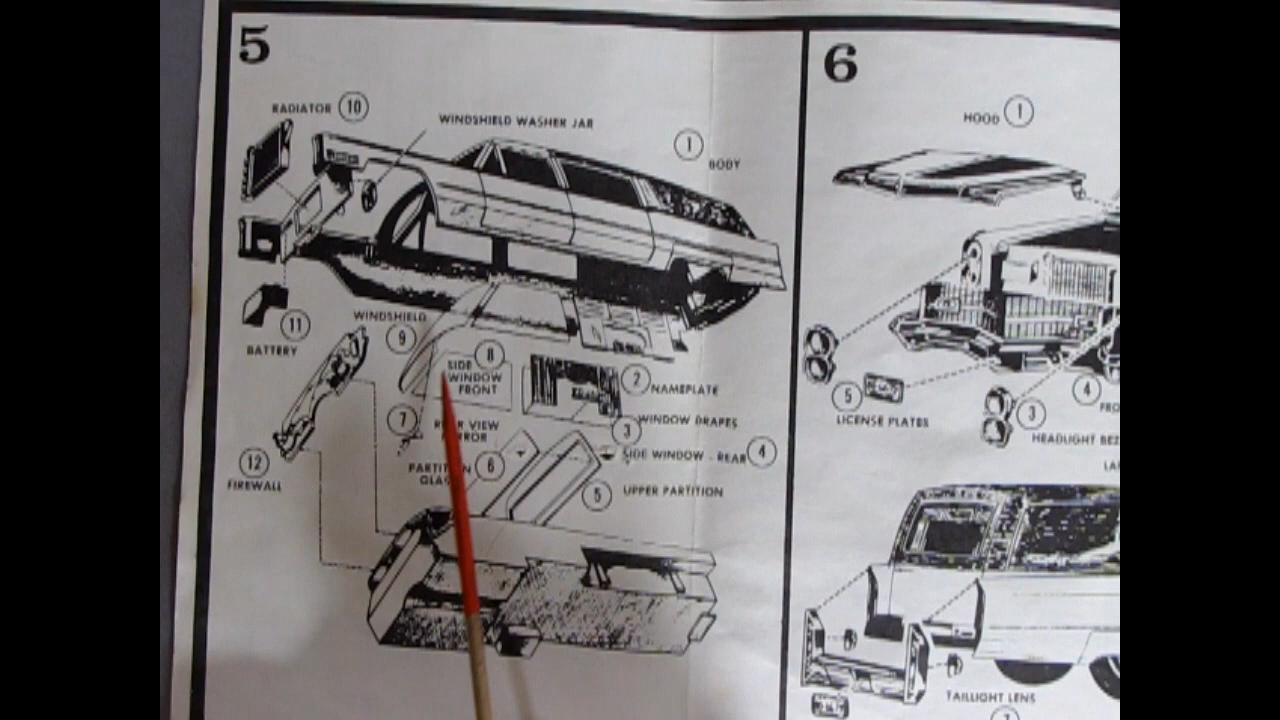 5
RADIATOR 10
WINDSHIELD WASHER JAR
1
BODY
WINDSHIELD
9
11
BATTERY
8
SIDE
WINDOW
FRONT
2 NAMEPLATE
WINDOW DRAPES
3
7
VIEW
SIDE WINDOW - REAR 4
6
12
FIREWALL
5 UPPER PARTITION
6
HOOD 1
5
LICENSE PLATES
4
3
HEADLIGHT
TAILLIGHT LENS